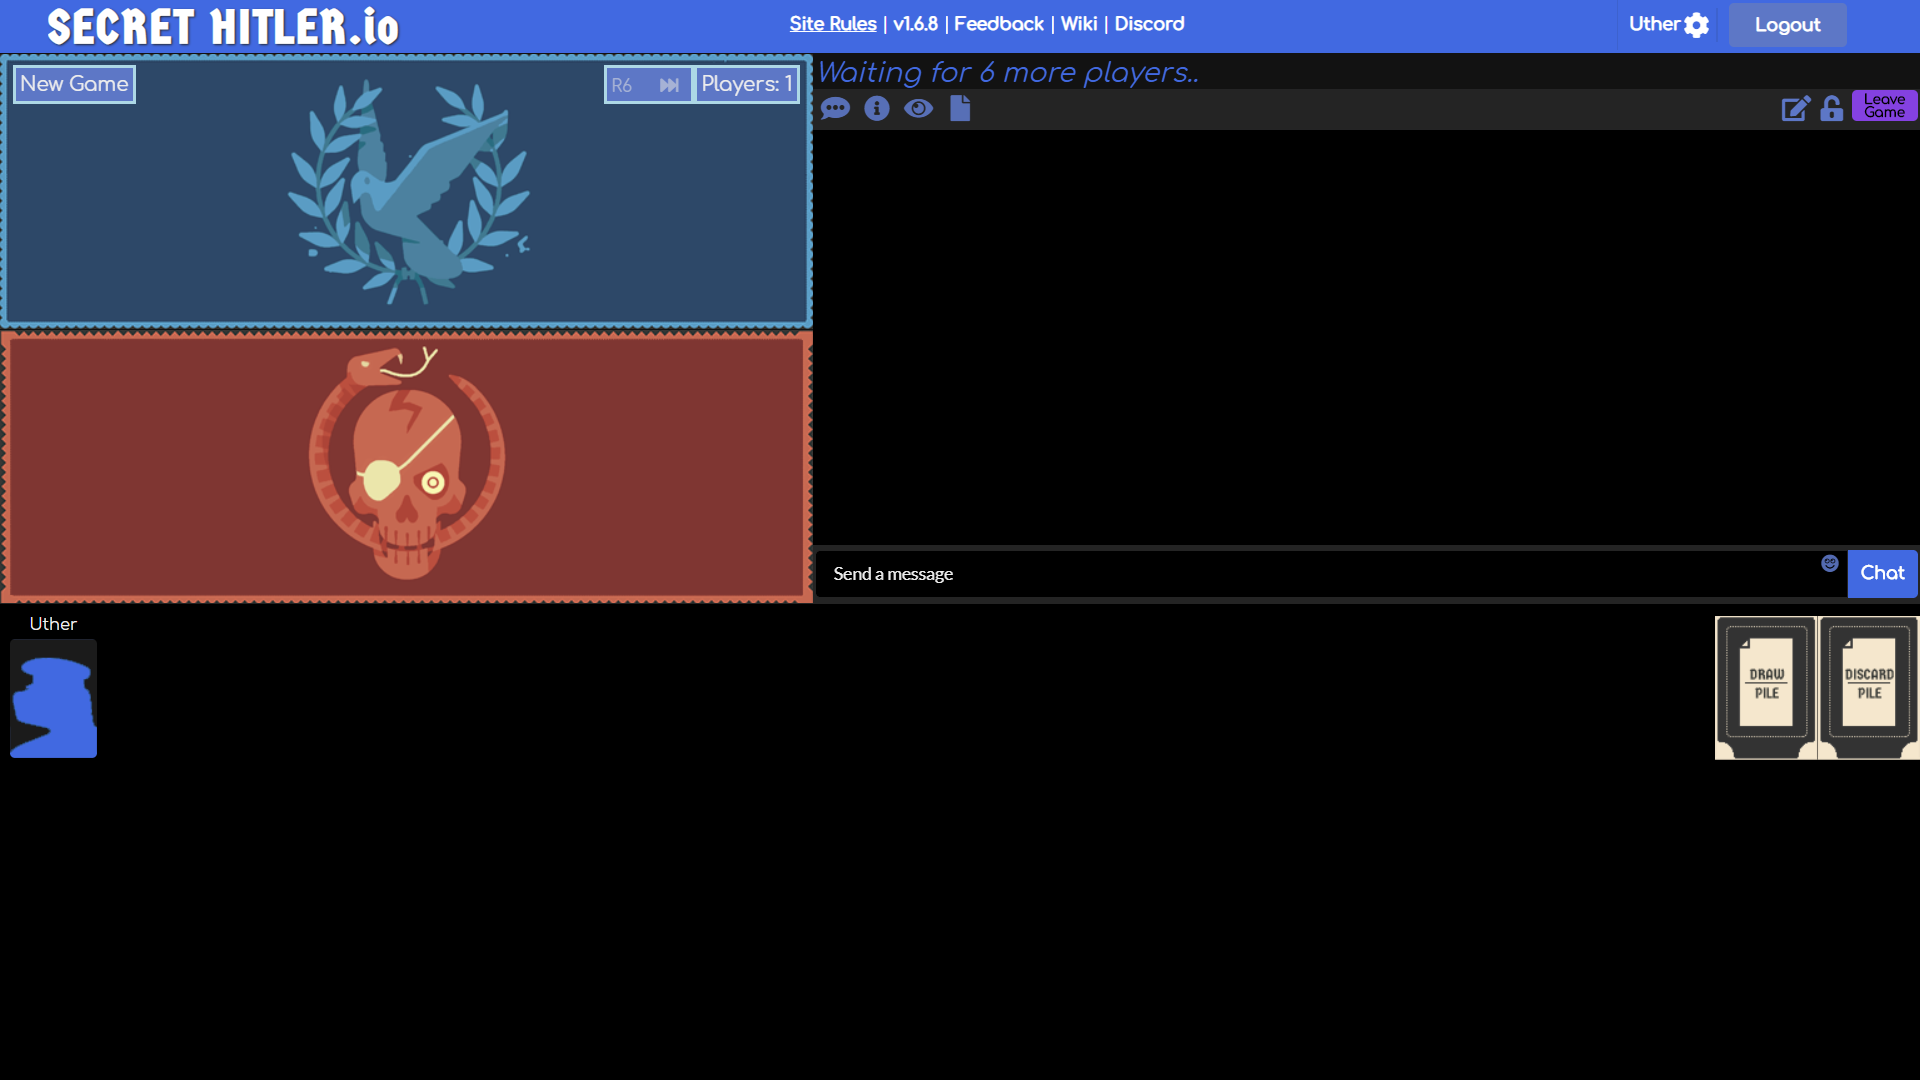 SECRET HITLER.io
Site Rules | v1.6.8 | Feedback | Wiki | Discord
Uther
Logout
New Game
R6
Players: 1
Waiting for 6 more players..
Leave
Game
Send a message
Chat
Uther
DRAW
PILE
DISCARD
PILE